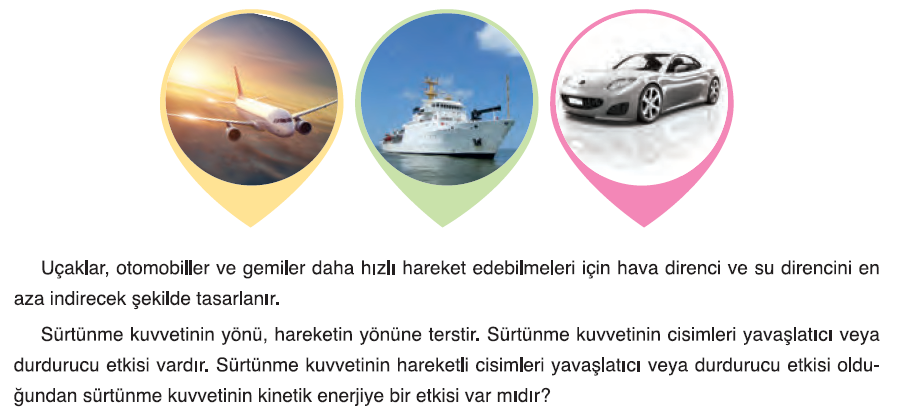 Uçaklar, otomobiller ve gemiler daha hızlı hareket edebilmeleri için hava direnci ve su direncini en
aza indirecek şekilde tasarlanır.
Sürtünme kuvvetinin yönü, hareketin yönüne terstir. Sürtünme kuvvetinin cisimleri yavaşlatıcı veya
durdurucu etkisi vardır. Sürtünme kuvvetinin hareketli cisimleri yavaşlatıcı veya durdurucu etkisi oldu-
ğundan sürtünme kuvvetinin kinetik enerjiye bir etkisi var mıdır?